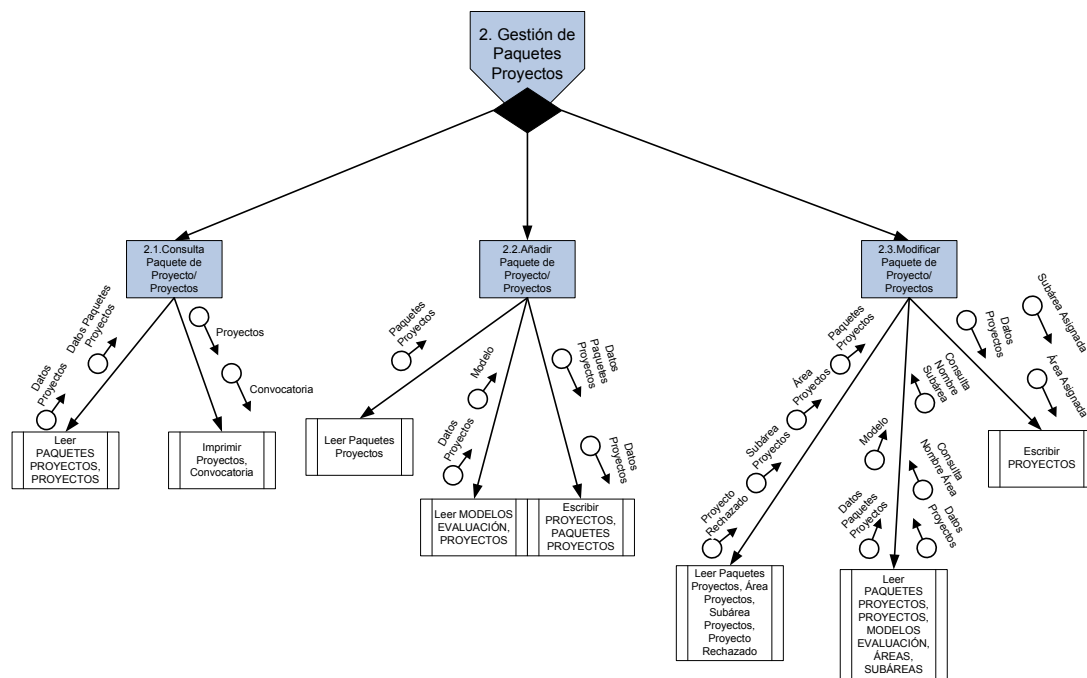 2. Gestión de
Paquetes
Proyectos
2.1.Consulta
Paquete de
Proyecto/
Proyectos
2.2.Añadir
Paquete de
Proyecto/
Proyectos
2.3.Modificar
Paquete de
Proyecto/
Proyectos
Datos
Proyectos
Datos Paquetes
Proyectos
Proyectos
Convocatoria
Leer
PAQUETES
PROYECTOS,
PROYECTOS
Imprimir
Proyectos,
Convocatoria
Paquetes
Proyectos
Modelo
Datos
Proyectos
Datos
Paquetes
Proyectos
Datos
Proyectos
Leer Paquetes
Proyectos
Leer MODELOS
EVALUACIÓN,
PROYECTOS
Escribir
PROYECTOS,
PAQUETES
PROYECTOS
Paquetes
Proyectos
Área
Proyectos
Subárea
Proyectos
Proyecto
Rechazado
Modelo
Datos
Paquetes
Proyectos
Consulta
Nombre
Subárea
Consulta
Nombre Área
Datos
Proyectos
Datos
Proyectos
Subárea Asignada
Área Asignada
Leer Paquetes
Proyectos, Área
Proyectos,
Subárea
Proyectos,
Proyecto
Rechazado
Leer
PAQUETES
PROYECTOS,
PROYECTOS,
MODELOS
EVALUACIÓN,
ÁREAS,
SUBÁREAS
Escribir
PROYECTOS